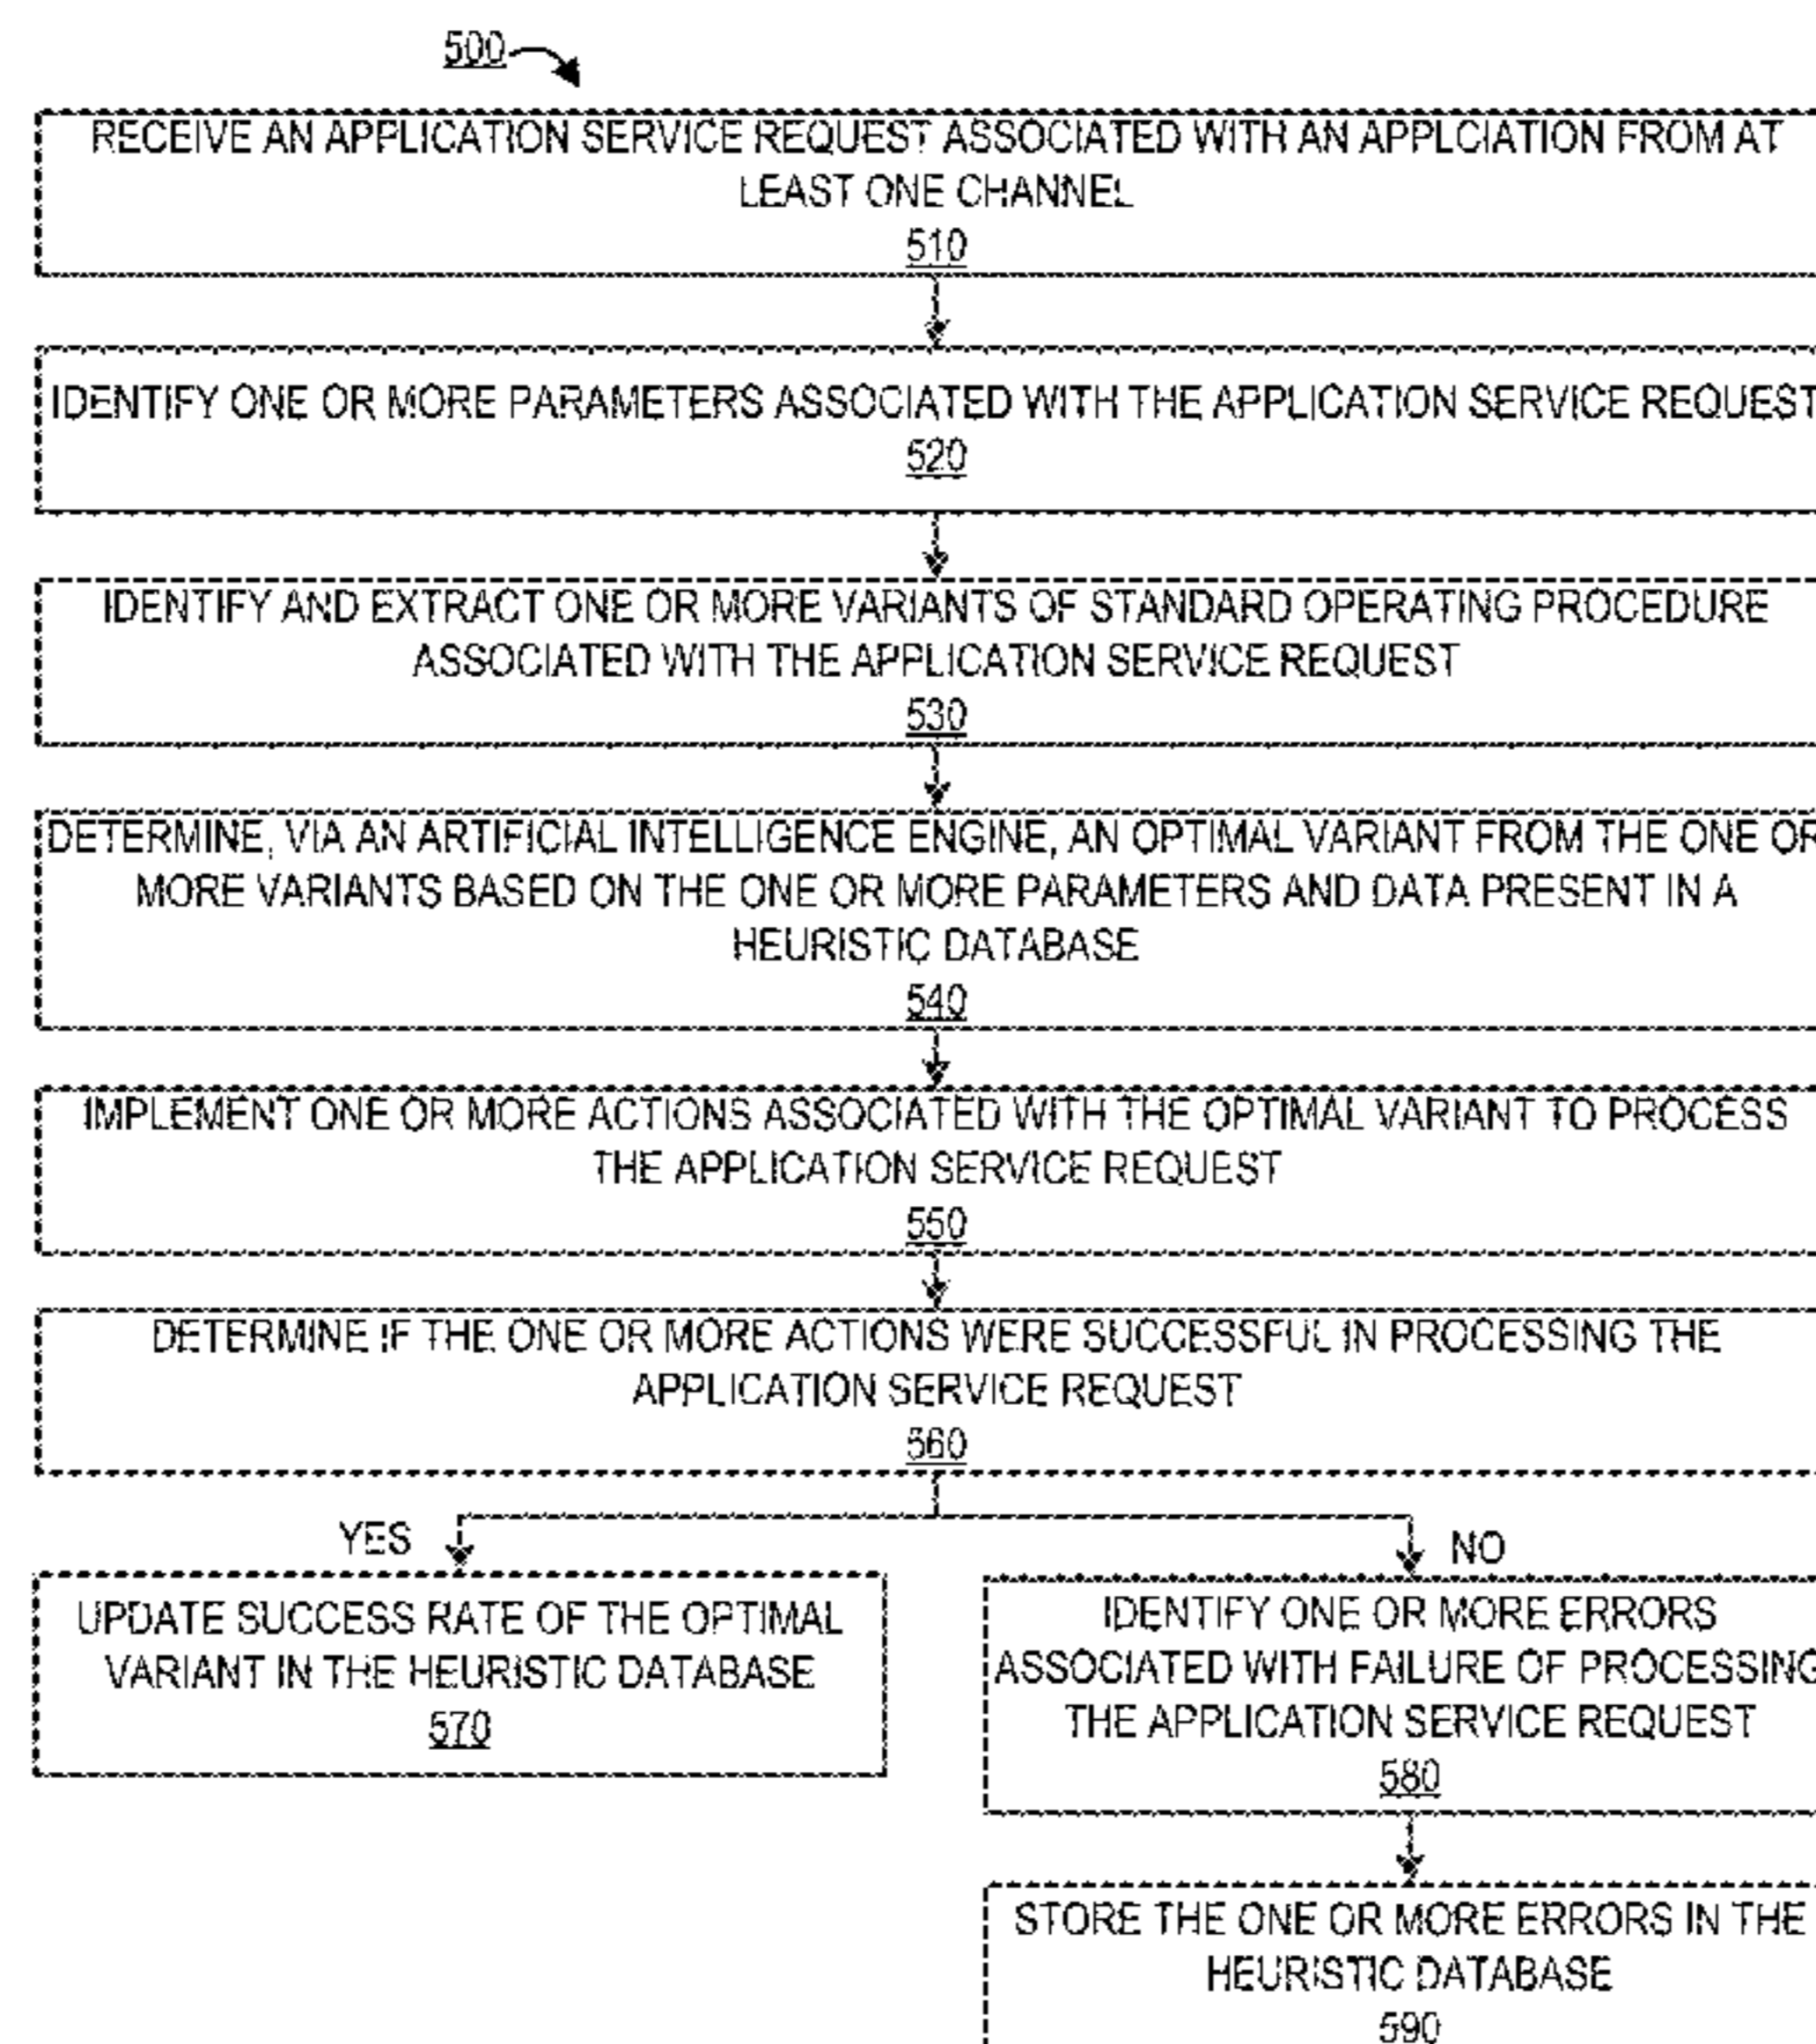 500
RECEIVE AN APPLICATION SERVICE REQUEST ASSOCIATED WITH AN APPLCIATION FROM AT
LEAST ONE CHANNEL
510
IDENTIFY ONE OR MORE PARAMETERS ASSOCIATED WITH THE APPLICATION SERVICE REQUEST
520
IDENTIFY AND EXTRACT ONE OR MORE VARIANTS OF STANDARD OPERATING PROCEDURE
ASSOCIATED WITH THE APPLICATION SERVICE REQUEST
530
DETERMINE, VIA AN ARTIFICIAL INTELLIGENCE ENGINE, AN OPTIMAL VARIANT FROM THE ONE OR
MORE VARIANTS BASED ON THE ONE OR MORE PARAMETERS AND DATA PRESENT IN A
HEURISTIC DATABASE
540
IMPLEMENT ONE OR MORE ACTIONS ASSOCIATED WITH THE OPTIMAL VARIANT TO PROCESS
THE APPLICATION SERVICE REQUEST
550
DETERMINE IF THE ONE OR MORE ACTIONS WERE SUCCESSFUL IN PROCESSING THE
APPLICATION SERVICE REQUEST
560
YES
UPDATE SUCCESS RATE OF THE OPTIMAL
VARIANT IN THE HEURISTIC DATABASE
570
NO
IDENTIFY ONE OR MORE ERRORS
ASSOCIATED WITH FAILURE OF PROCESSING
THE APPLICATION SERVICE REQUEST
580
STORE THE ONE OR MORE ERRORS IN THE
HEURISTIC DATABASE
590